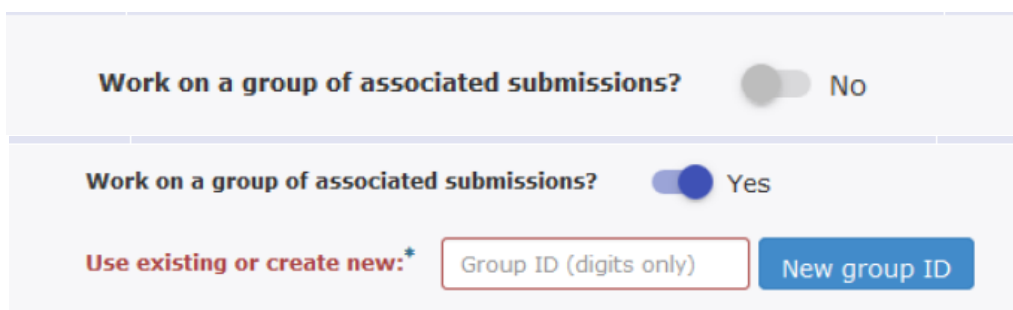 Work on a group of associated submissions? No
Work on a group of associated submissions? Yes
Use existing or create new:* Group ID (digits only) New group ID